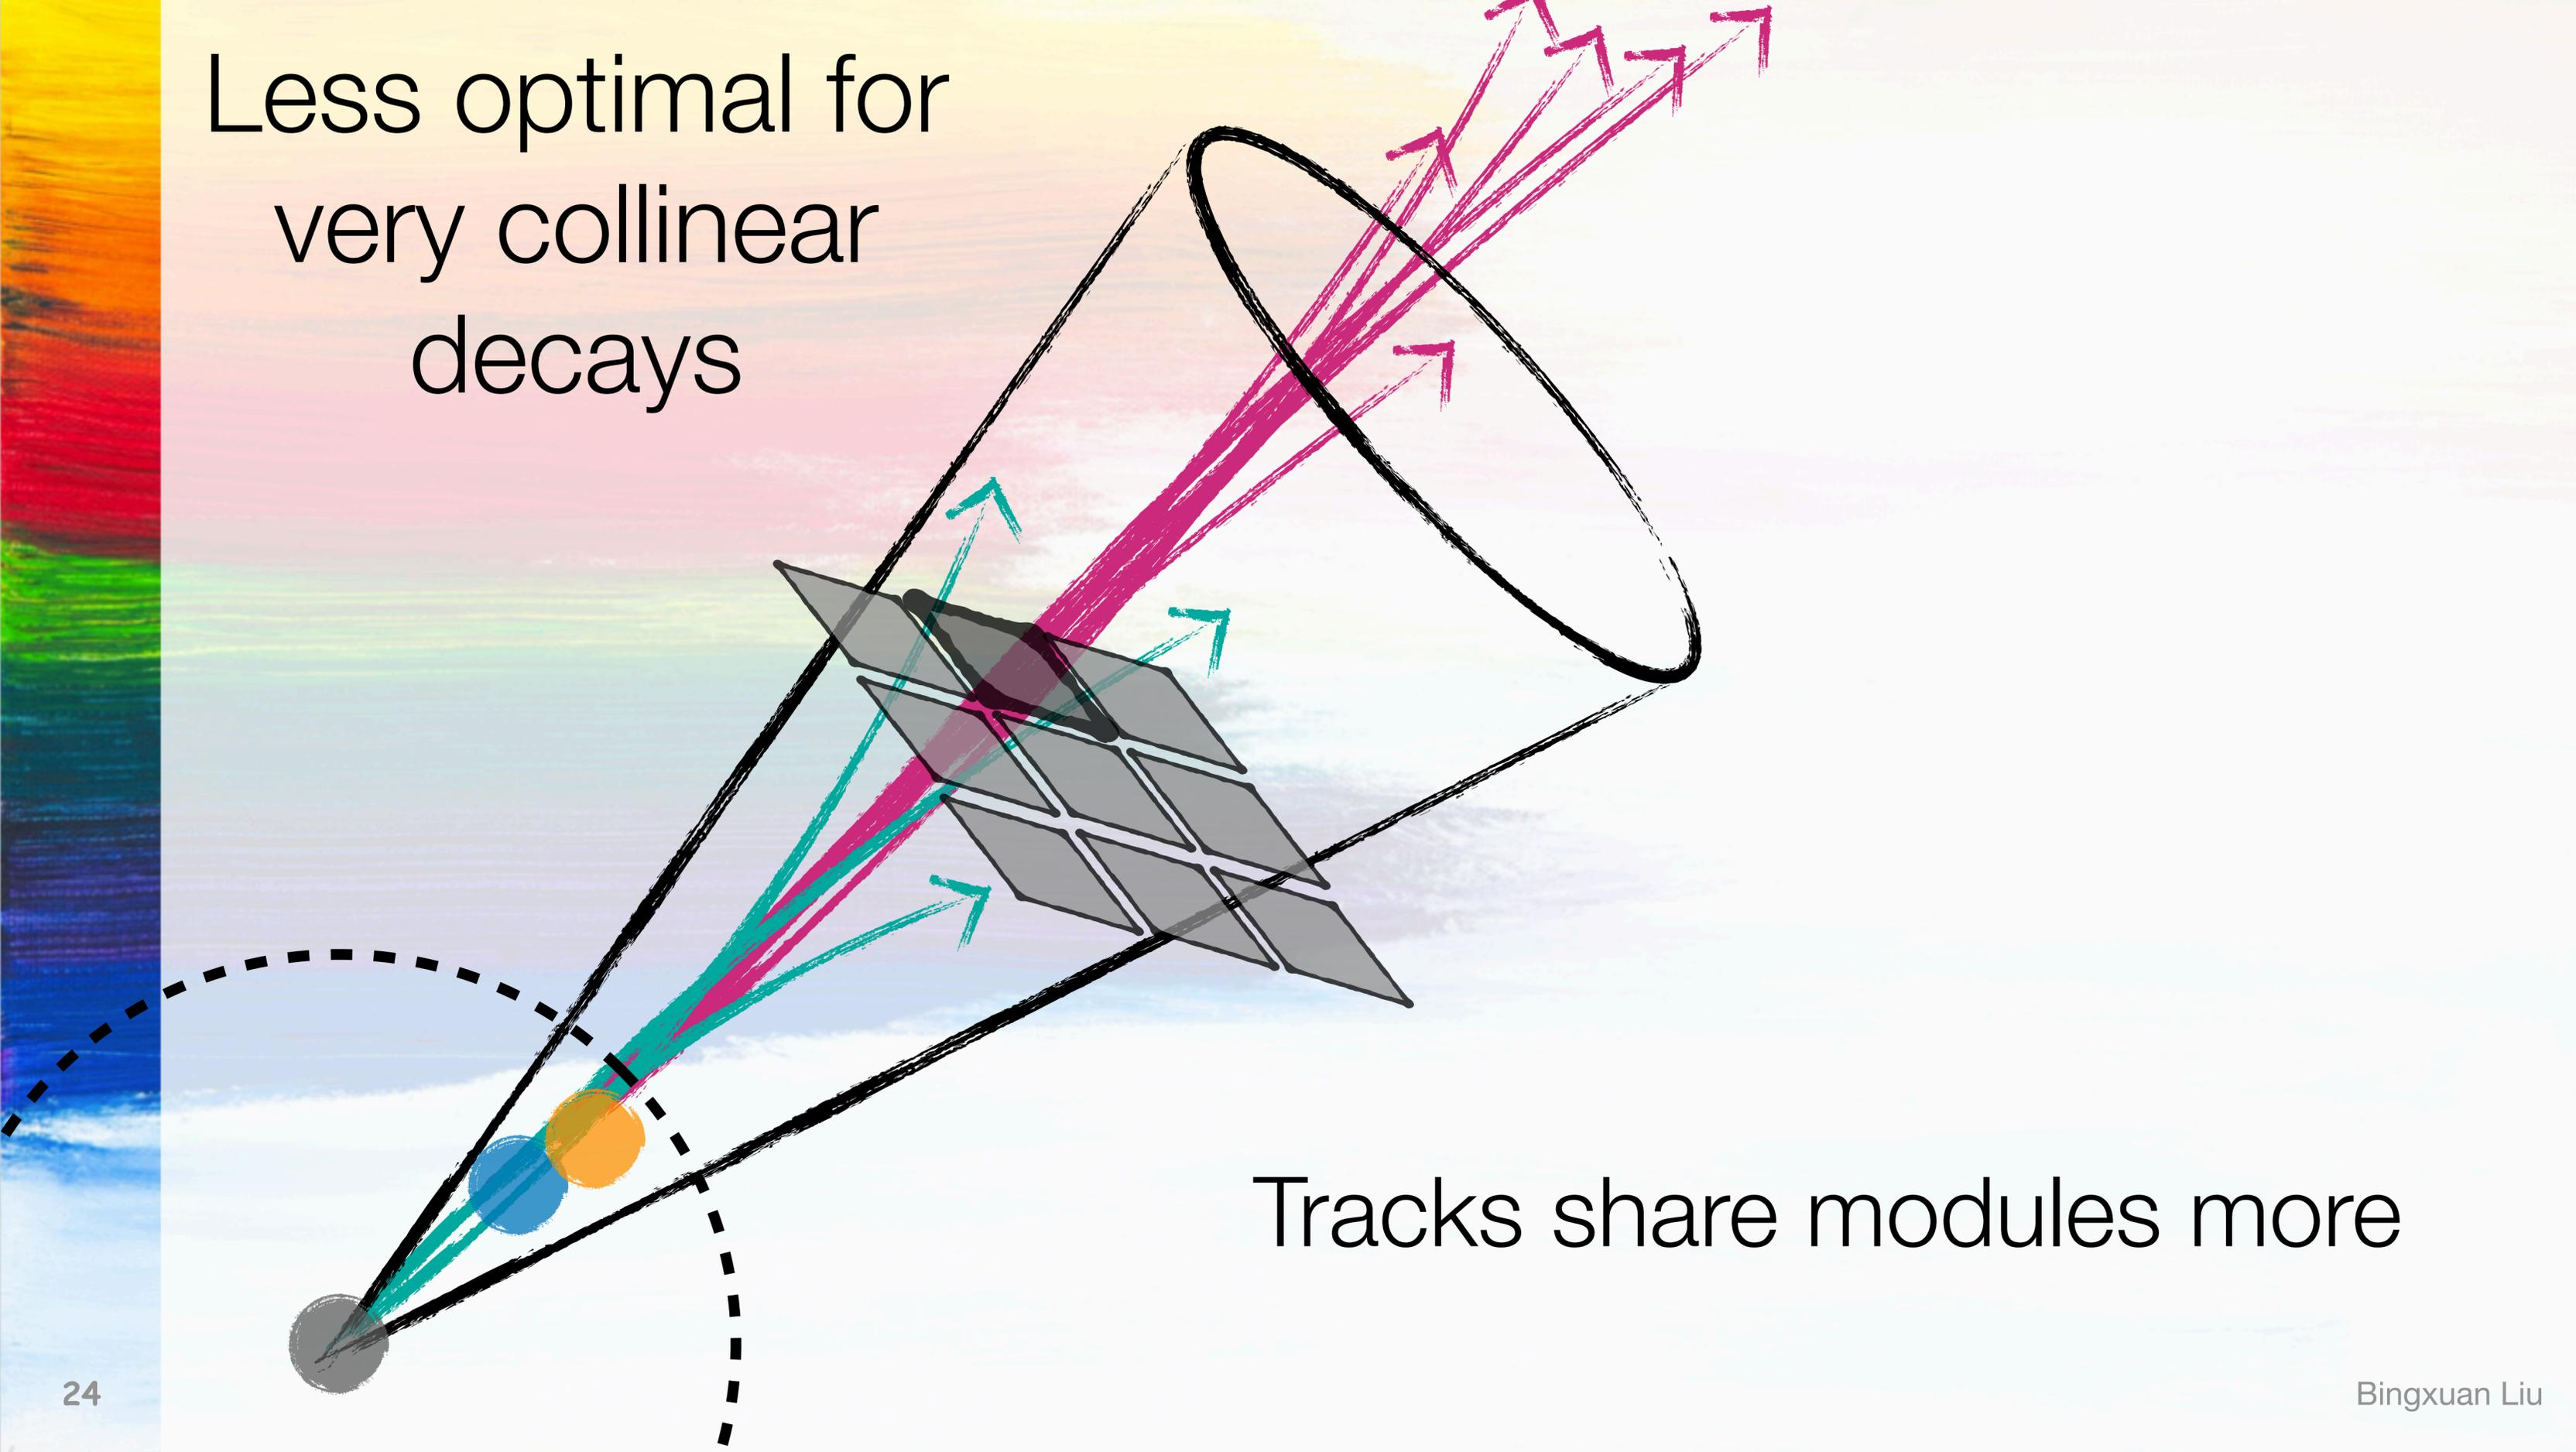 Less optimal for
very collinear
decays
Tracks share modules more
24
Bingxuan Liu